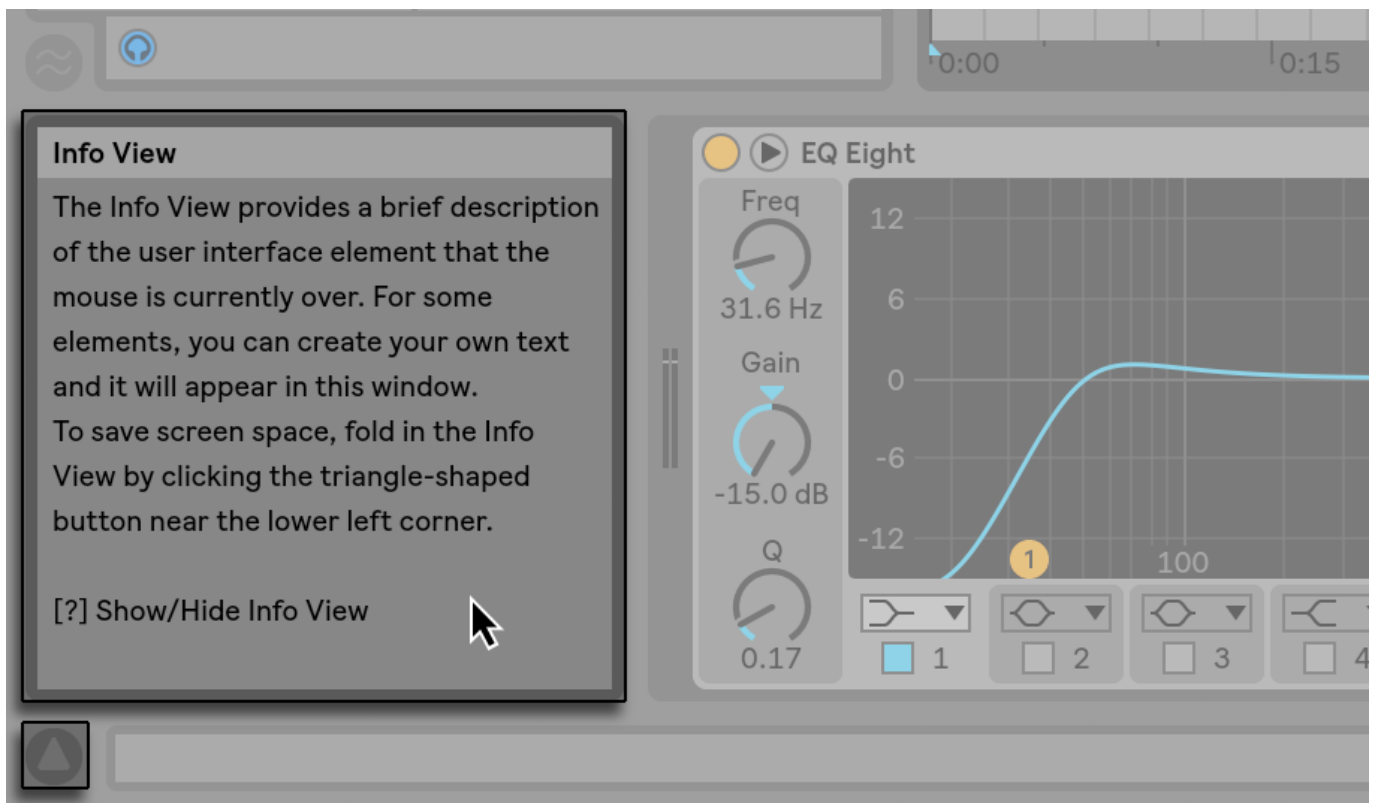 0:00
0:15
Info View
The Info View provides a brief description
of the user interface element that the
mouse is currently over. For some
elements, you can create your own text
and it will appear in this window.
To save screen space, fold in the Info
View by clicking the triangle-shaped
button near the lower left corner.
[?] Show/Hide Info View
EQ Eight
Freq
31.6 Hz
Gain
-15.0 dB
Q
0.17
12
6
0
-6
-12
1
100
1
2
3
4